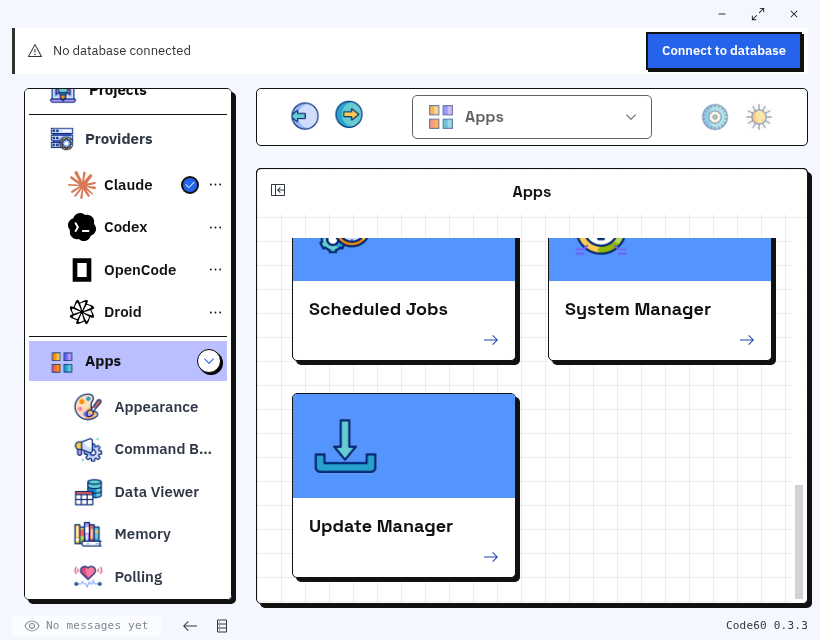 No database connected
Connect to database
Projects
Providers
Claude
Codex
OpenCode
Droid
Apps
Appearance
Command B...
Data Viewer
Memory
Polling
Apps
Apps
Scheduled Jobs
System Manager
Update Manager
No messages yet
Code60 0.3.3